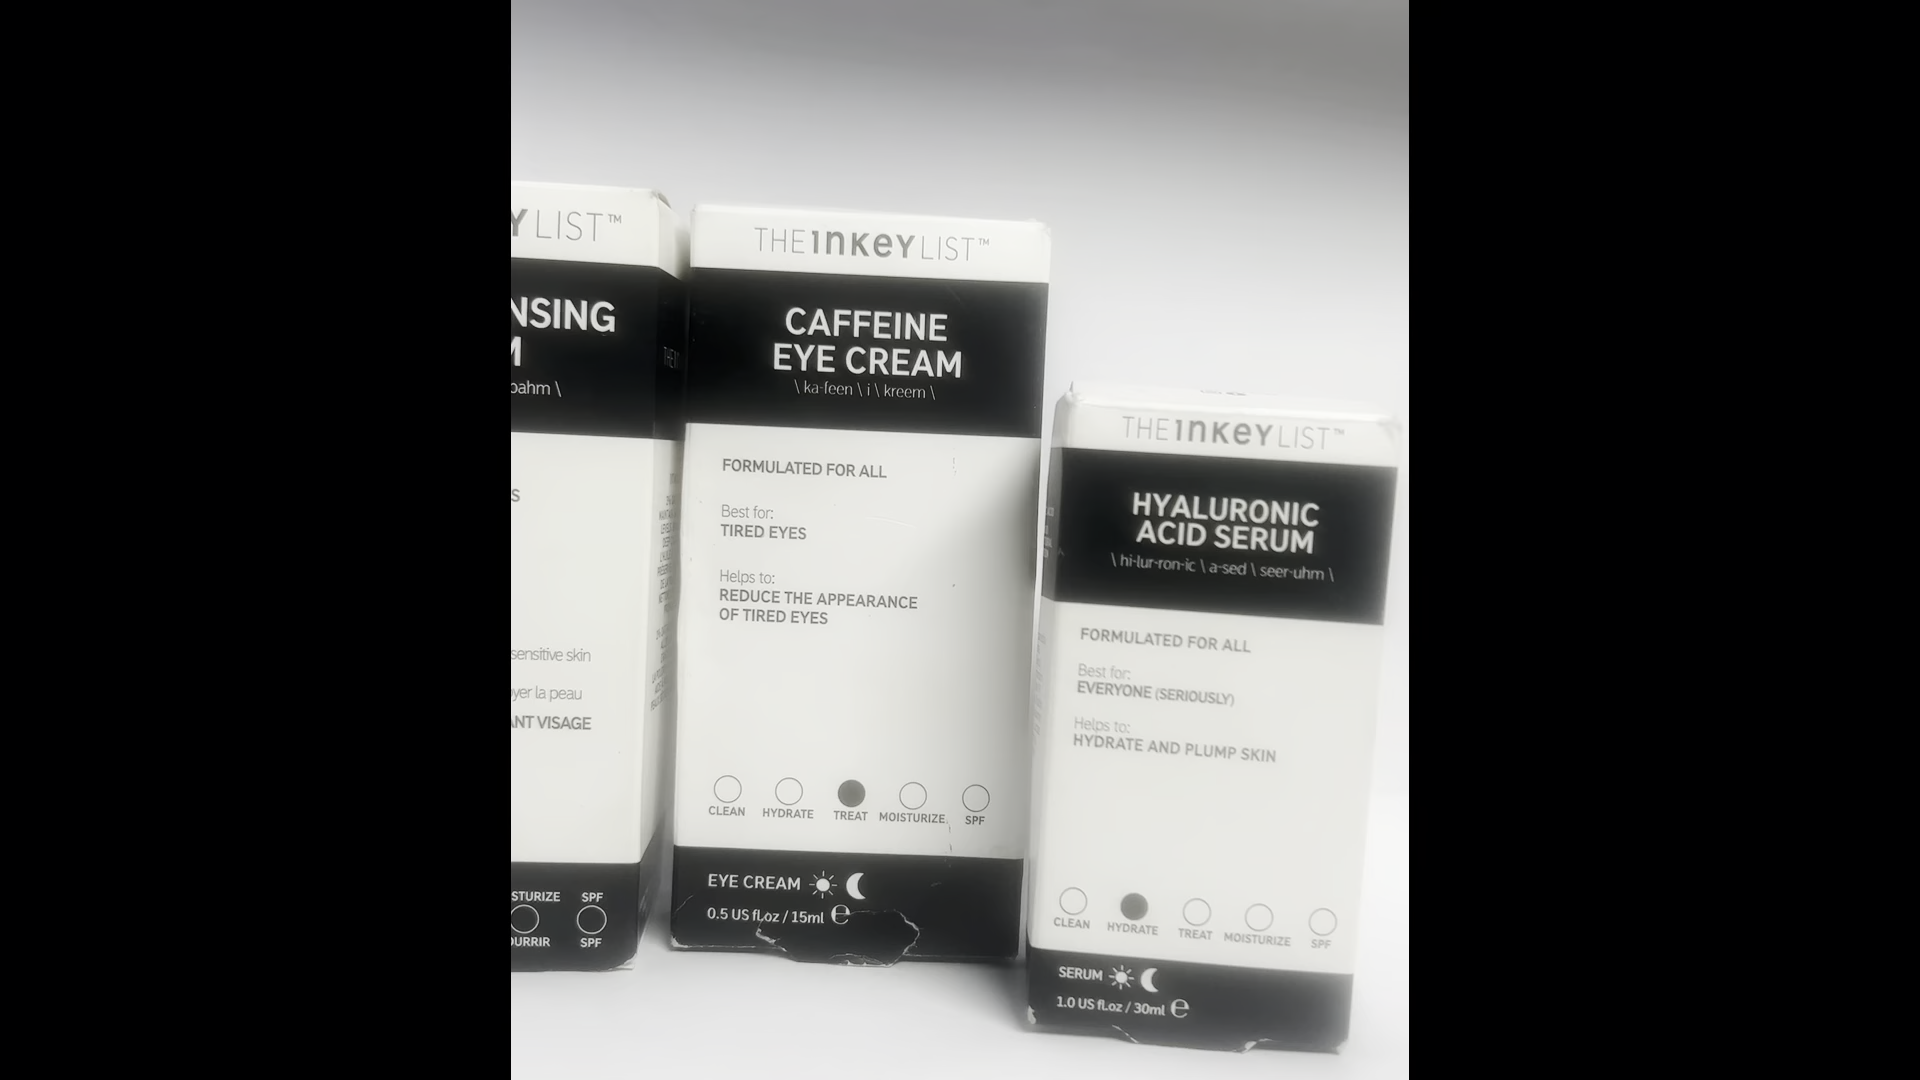 Y LIST™
NSING
M
bahm \
S
sensitive skin
yer la peau
ANT VISAGE
STURIZE SPF
OURRIR SPF
THE INKEY LIST™
CAFFEINE
EYE CREAM
\ ka-feen \ i \ kreem \
FORMULATED FOR ALL
Best for:
TIRED EYES
Helps to:
REDUCE THE APPEARANCE
OF TIRED EYES
CLEAN HYDRATE TREAT MOISTURIZE SPF
EYE CREAM
0.5 US fl.oz / 15ml ℮
THE INKEY LIST™
HYALURONIC
ACID SERUM
\ hi-lur-ron-ic \ a-sed \ seer-uhm \
FORMULATED FOR ALL
Best for:
EVERYONE (SERIOUSLY)
Helps to:
HYDRATE AND PLUMP SKIN
CLEAN HYDRATE TREAT MOISTURIZE SPF
SERUM
1.0 US fl.oz / 30ml ℮